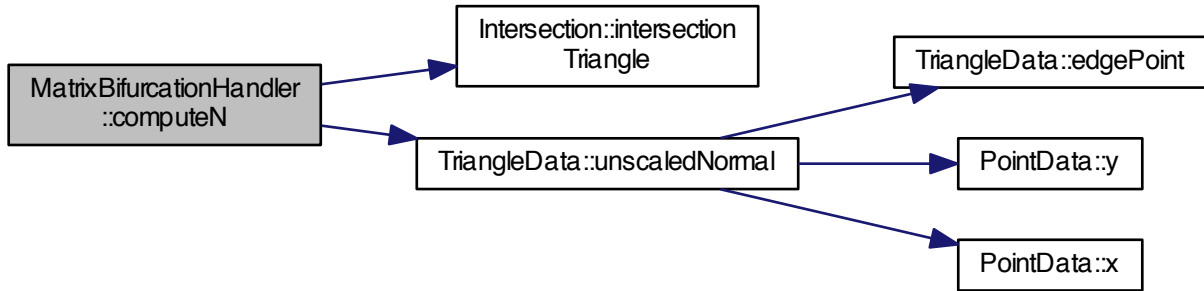 MatrixBifurcationHandler
::computeN
Intersection::intersection
Triangle
TriangleData::unscaledNormal
TriangleData::edgePoint
PointData::y
PointData::x